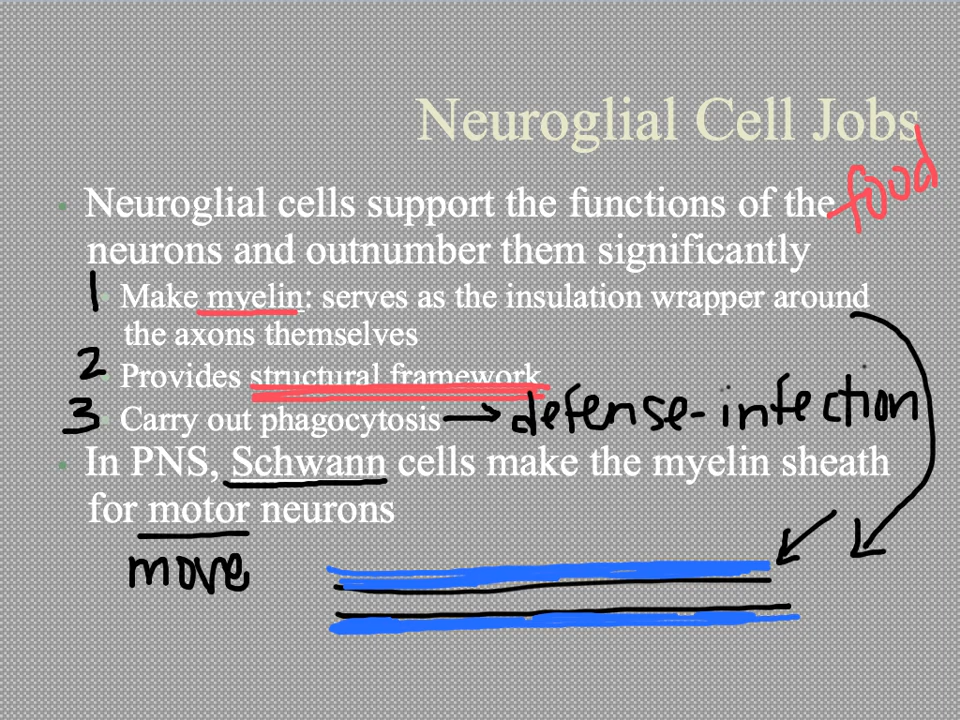 Neuroglial Cell Jobs
food
• Neuroglial cells support the functions of the
neurons and outnumber them significantly
1 • Make myelin: serves as the insulation wrapper around
the axons themselves
2 • Provides structural framework
3 • Carry out phagocytosis → defense-infection
• In PNS, Schwann cells make the myelin sheath
for motor neurons
move